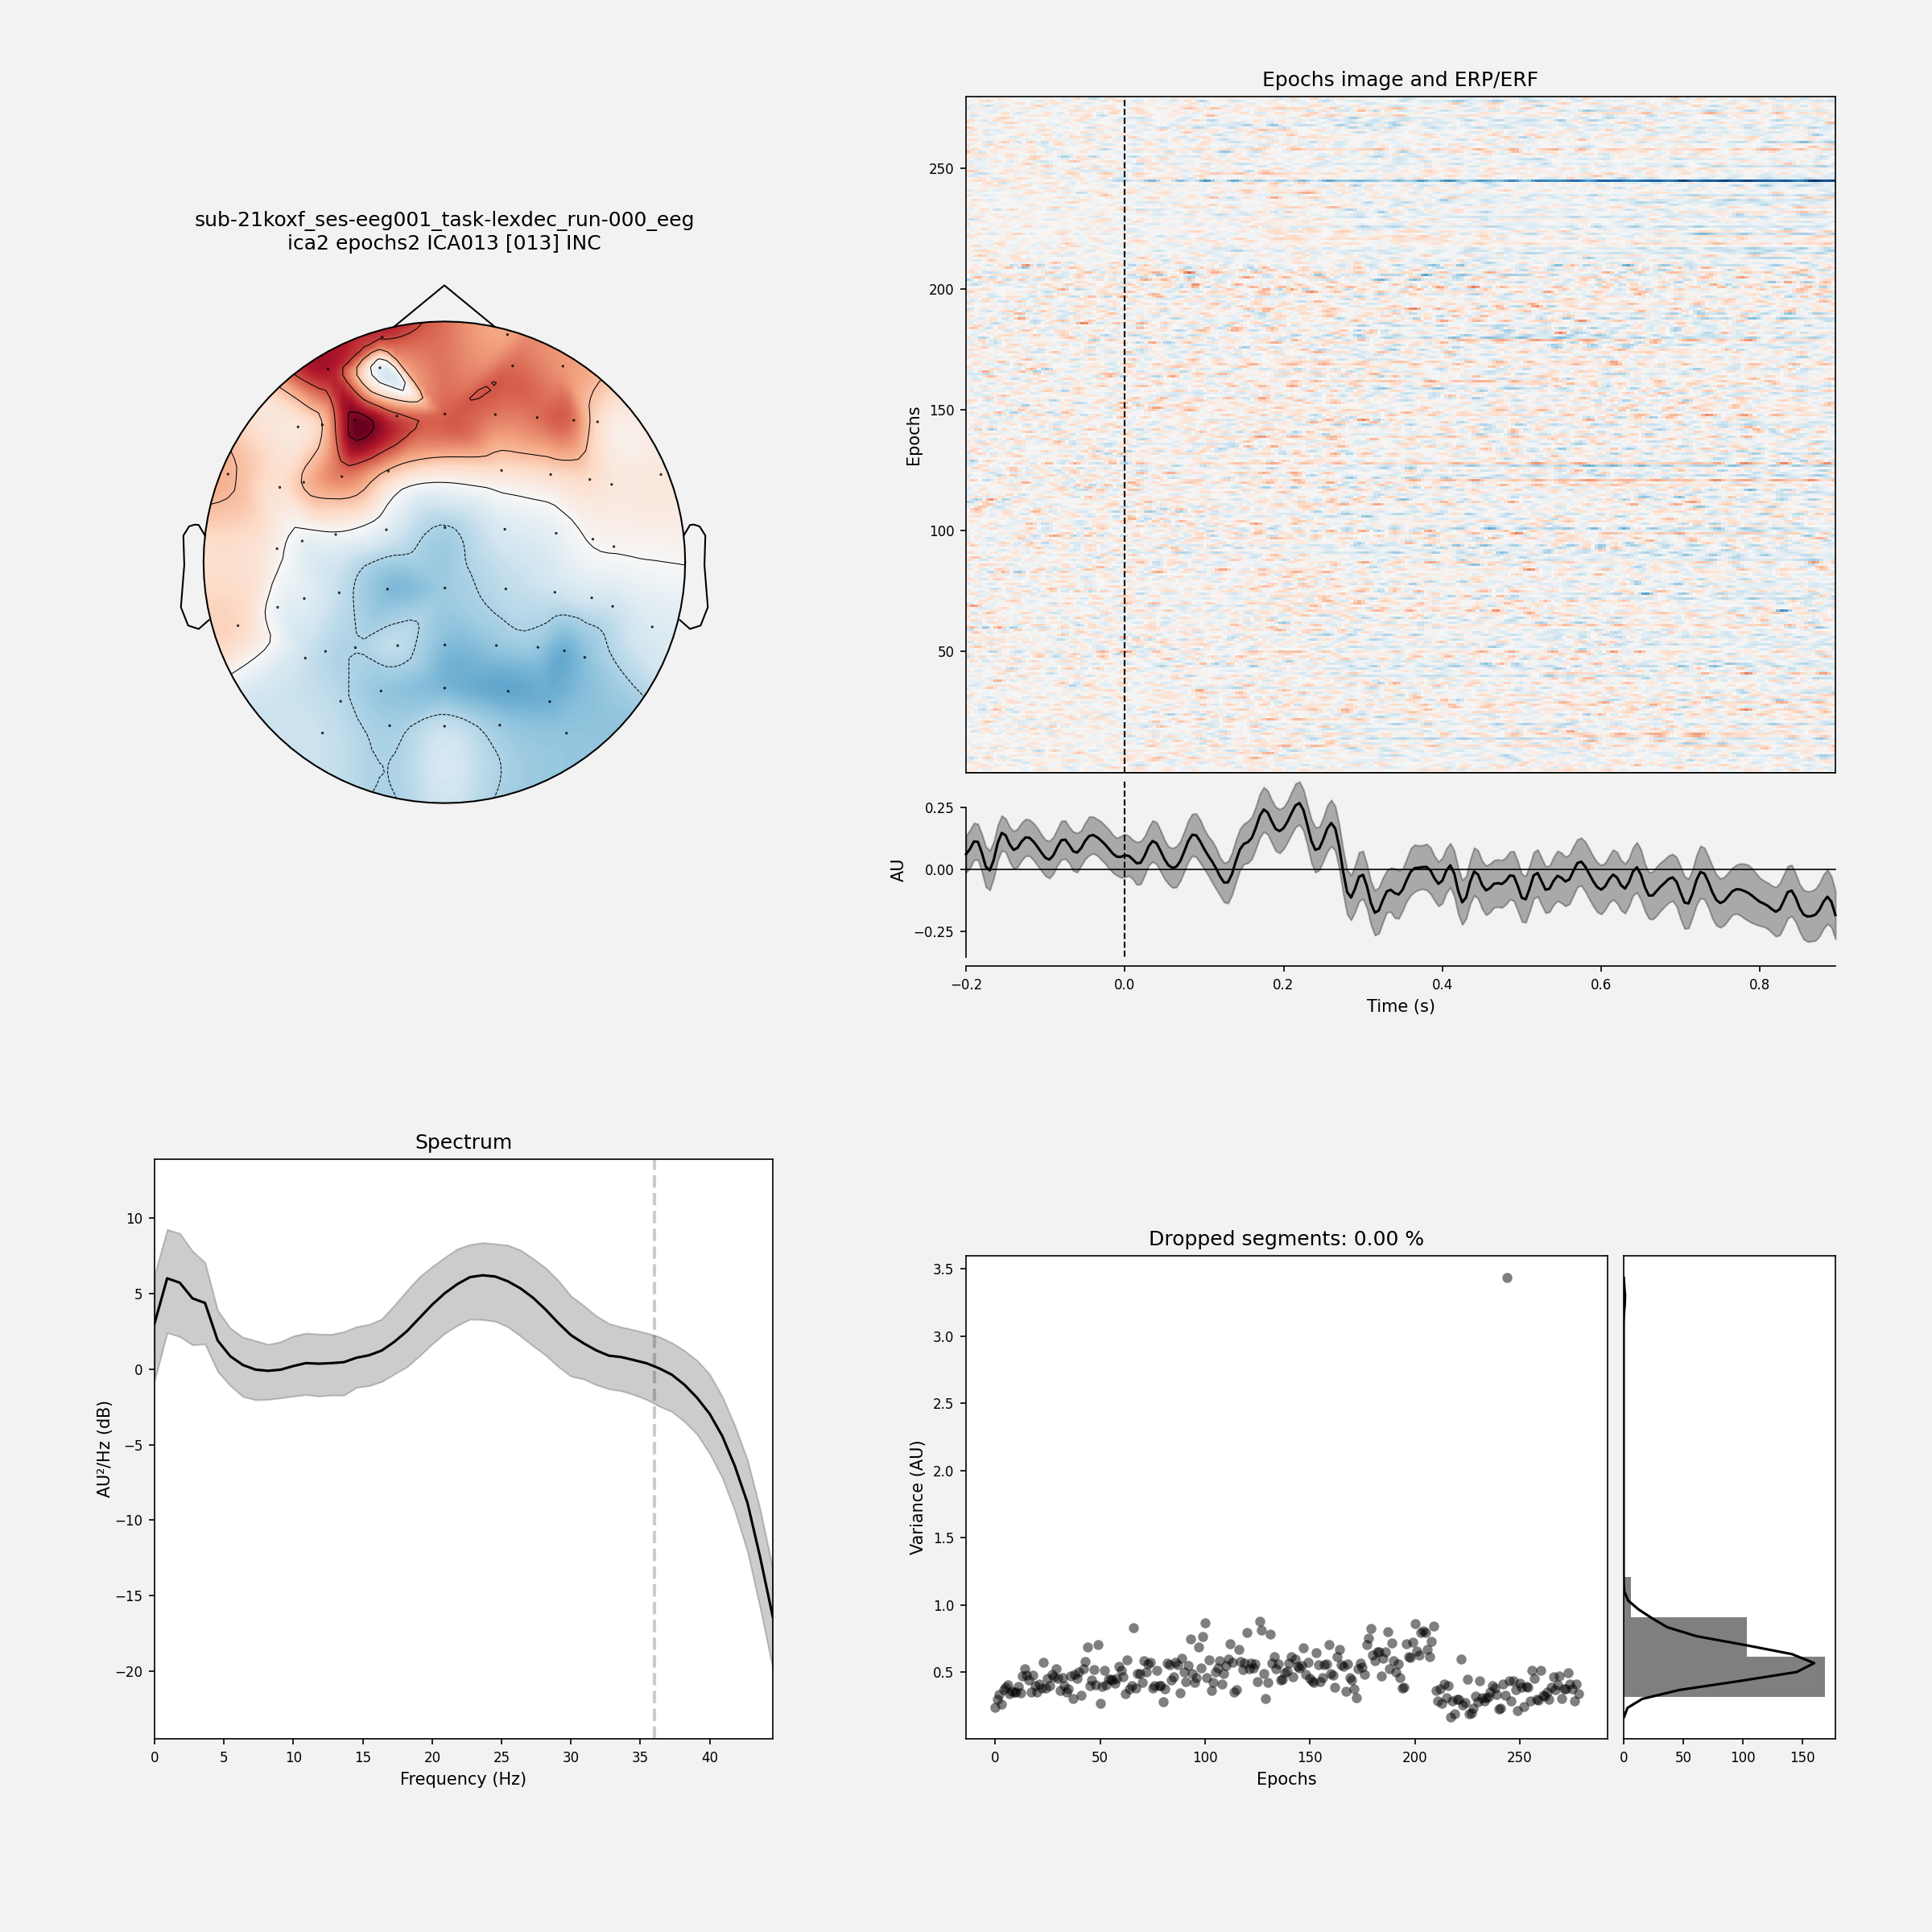 sub-21koxf_ses-eeg001_task-lexdec_run-000_eeg
ica2 epochs2 ICA013 [013] INC
Epochs image and ERP/ERF
Epochs
250
200
150
100
50
AU
0.25
0.00
−0.25
−0.2 0.0 0.2 0.4 0.6 0.8
Time (s)
Spectrum
AU²/Hz (dB)
10
5
0
−5
−10
−15
−20
0 5 10 15 20 25 30 35 40
Frequency (Hz)
Dropped segments: 0.00 %
Variance (AU)
3.5
3.0
2.5
2.0
1.5
1.0
0.5
0 50 100 150 200 250
Epochs
0 50 100 150